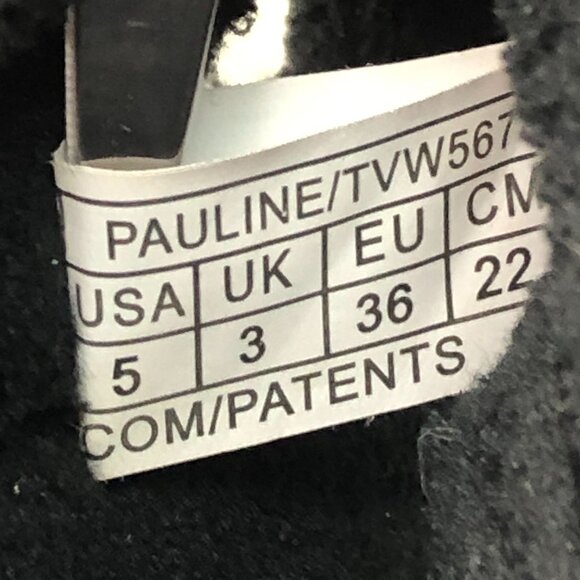 PAULINE/TVW567
USA UK EU CM
5 3 36 22
COM/PATENTS